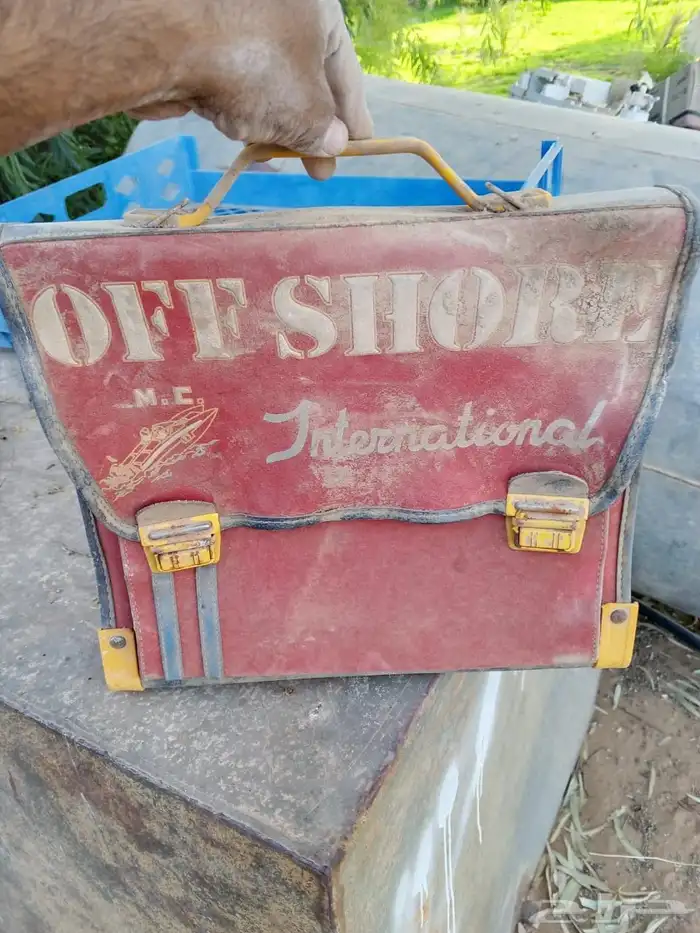 OFF SHORE
M.C.
International